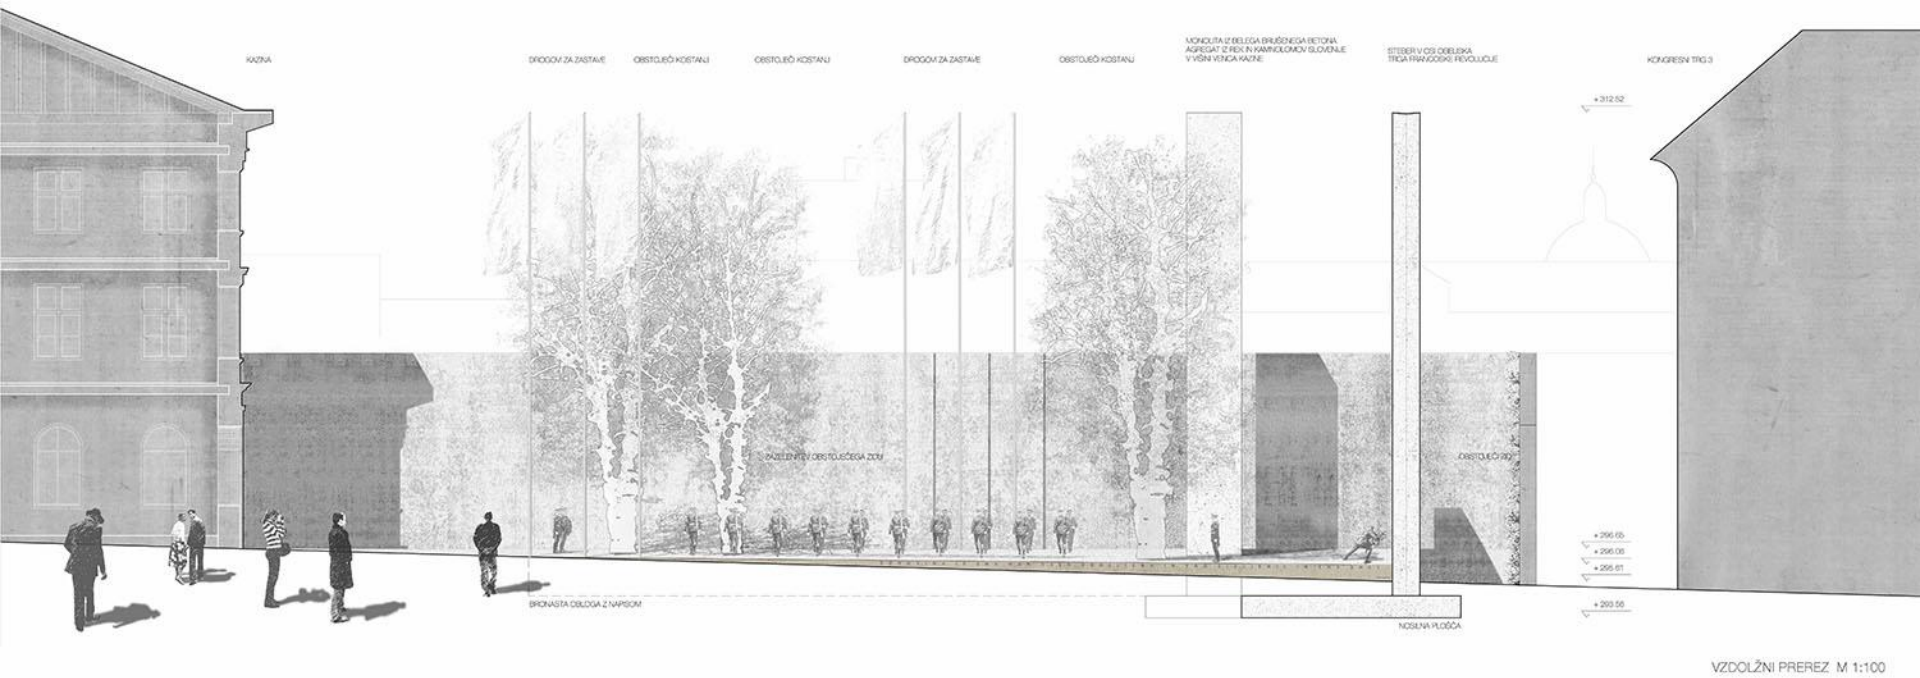 KAZINA
DROGOVI ZA ZASTAVE
OBSTOJEČI KOSTANJ
OBSTOJEČI KOSTANJ
DROGOVI ZA ZASTAVE
OBSTOJEČI KOSTANJ
MONOLITA IZ BELEGA BRUŠENEGA BETONA
AGREGAT IZ REK IN KAMNOLOMOV SLOVENIJE
V VIŠINI VENCA KAZINE
STEBER V OSI OBELISKA
TRGA FRANCOSKE REVOLUCIJE
KONGRESNI TRG 3
+ 312.52
ZAZELENITEV OBSTOJEČEGA ZIDU
OBSTOJEČI ZID
+ 296.65
+ 296.08
+ 295.61
+ 293.56
BRONASTA OBLOGA Z NAPISOM
NOSILNA PLOŠČA
VZDOLŽNI PREREZ M 1:100